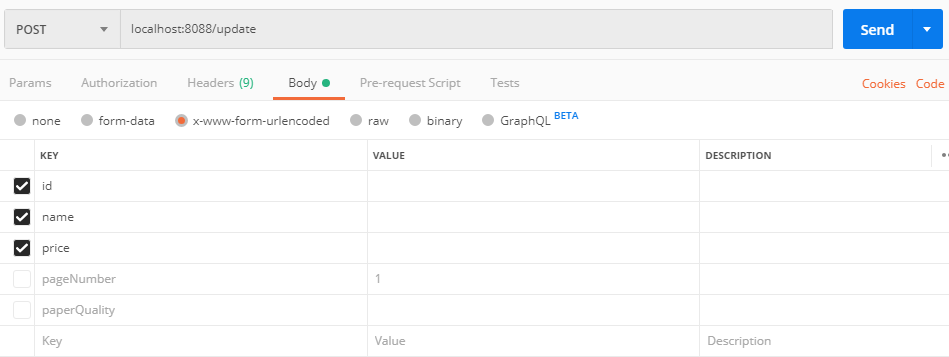 POST localhost:8088/update Send
Params Authorization Headers (9) Body Pre-request Script Tests Cookies Code
none form-data x-www-form-urlencoded raw binary GraphQL BETA
KEY VALUE DESCRIPTION
id
name
price
pageNumber 1
paperQuality
Key Value Description